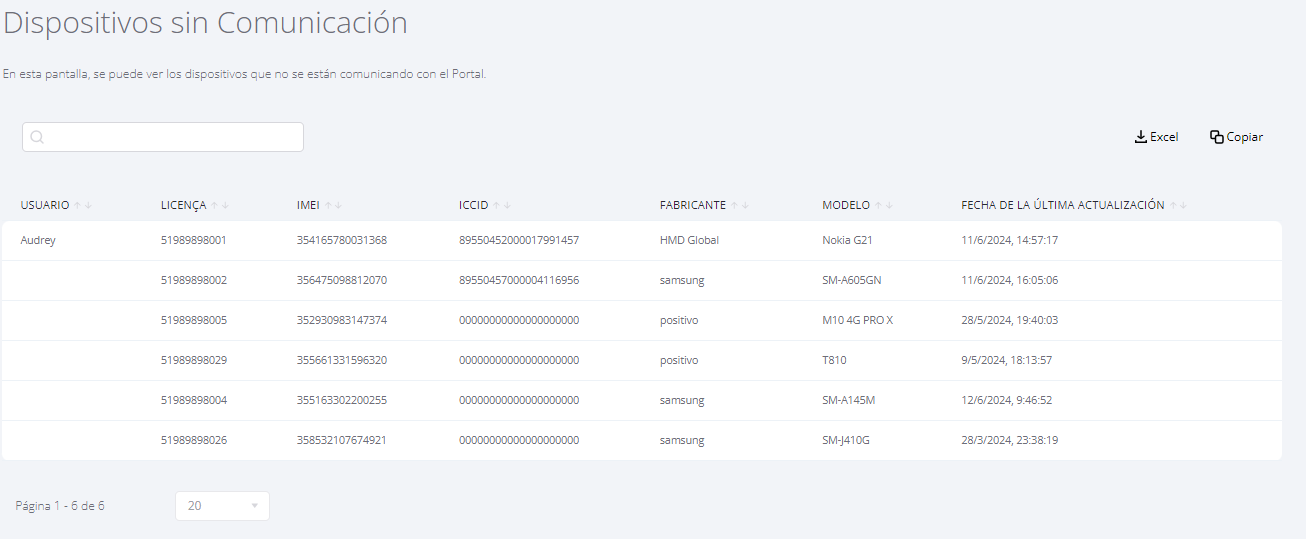 Dispositivos sin Comunicación
En esta pantalla, se puede ver los dispositivos que no se están comunicando con el Portal.
Excel Copiar
USUARIO LICENÇA IMEI ICCID FABRICANTE MODELO FECHA DE LA ÚLTIMA ACTUALIZACIÓN
Audrey 51989898001 354165780031368 89550452000017991457 HMD Global Nokia G21 11/6/2024, 14:57:17
51989898002 356475098812070 89550457000004116956 samsung SM-A605GN 11/6/2024, 16:05:06
51989898005 352930983147374 00000000000000000000 positivo M10 4G PRO X 28/5/2024, 19:40:03
51989898029 355661331596320 00000000000000000000 positivo T810 9/5/2024, 18:13:57
51989898004 355163302200255 00000000000000000000 samsung SM-A145M 12/6/2024, 9:46:52
51989898026 358532107674921 00000000000000000000 samsung SM-J410G 28/3/2024, 23:38:19
Página 1 - 6 de 6 20